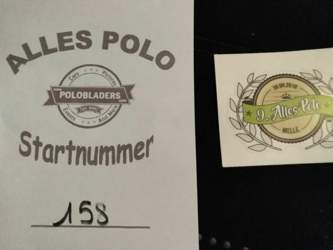 ALLES POLO
POLOBLADERS
Startnummer
158
9. Alles Polo
MELLE